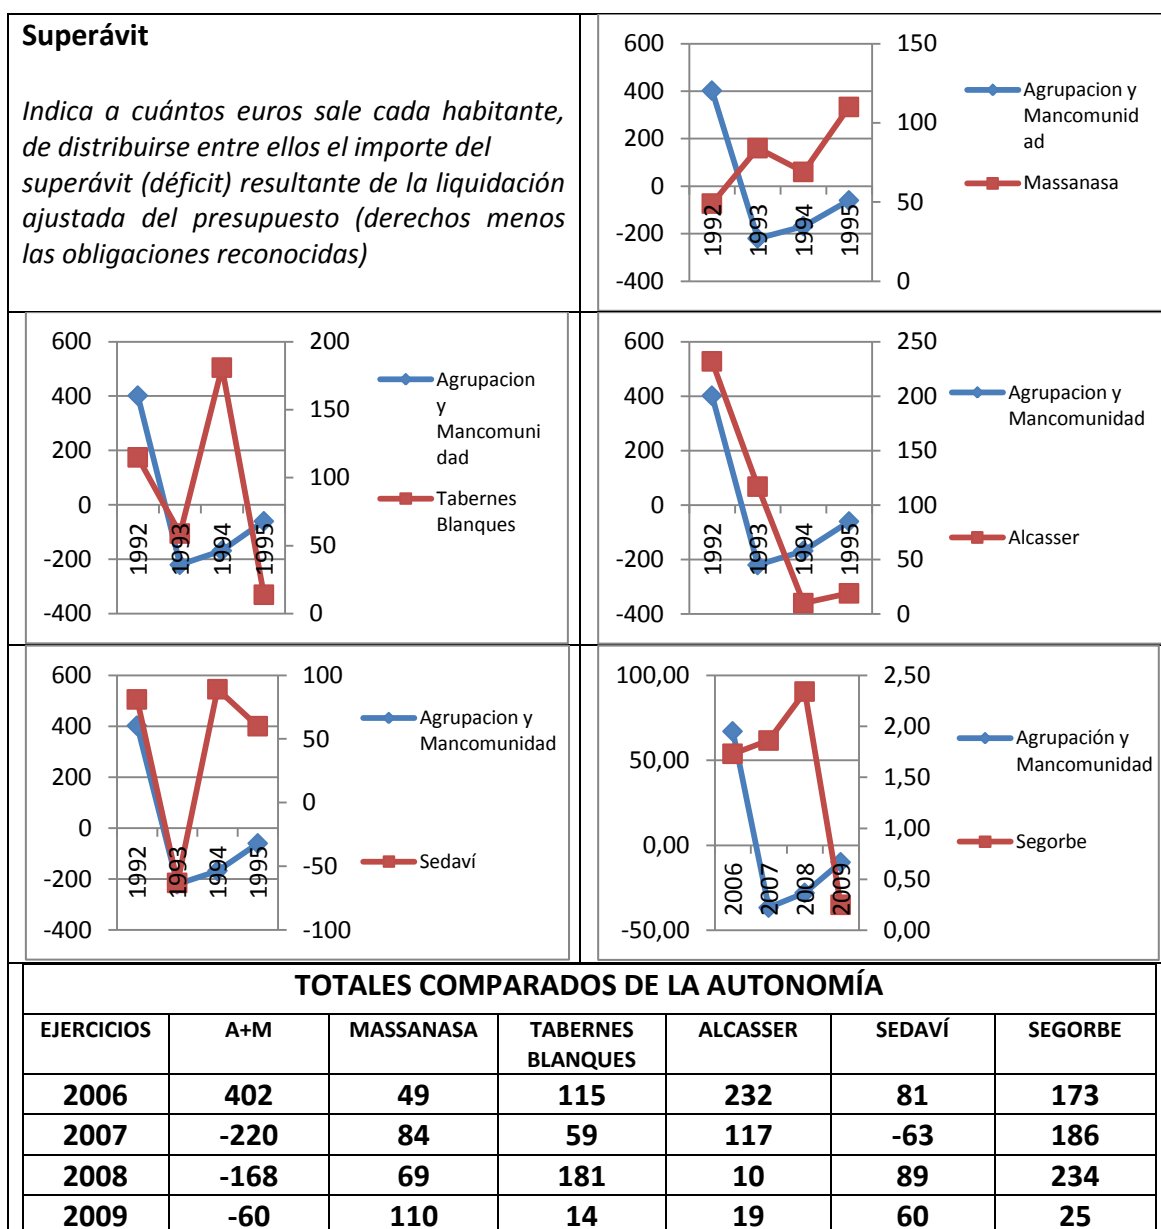 Superávit
Indica a cuántos euros sale cada habitante,
de distribuirse entre ellos el importe del
superávit (déficit) resultante de la liquidación
ajustada del presupuesto (derechos menos
las obligaciones reconocidas)
600
400
200
0
-200
-400
150
100
50
0
1992
1993
1994
1995
Agrupacion y
Mancomunid
ad
Massanasa
600
400
200
0
-200
-400
200
150
100
50
0
1992
1993
1994
1995
Agrupacion
y
Mancomuni
dad
Tabernes
Blanques
600
400
200
0
-200
-400
250
200
150
100
50
0
1992
1993
1994
1995
Agrupacion y
Mancomunidad
Alcasser
600
400
200
0
-200
-400
100
50
0
-50
-100
1992
1993
1994
1995
Agrupacion y
Mancomunidad
Sedaví
100,00
50,00
0,00
-50,00
2,50
2,00
1,50
1,00
0,50
0,00
2006
2007
2008
2009
Agrupación y
Mancomunidad
Segorbe
TOTALES COMPARADOS DE LA AUTONOMÍA
EJERCICIOS A+M MASSANASA TABERNES BLANQUES ALCASSER SEDAVÍ SEGORBE
2006 402 49 115 232 81 173
2007 -220 84 59 117 -63 186
2008 -168 69 181 10 89 234
2009 -60 110 14 19 60 25